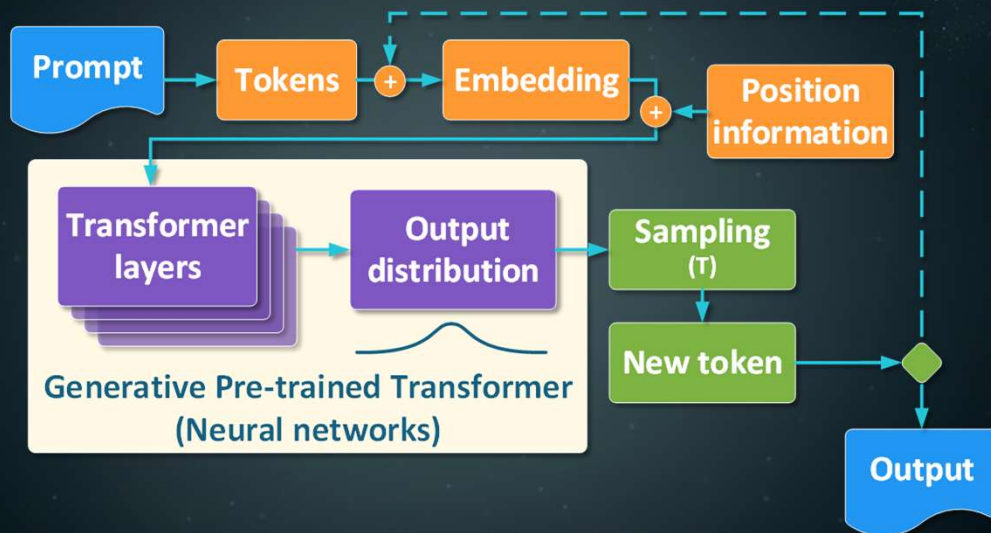 Prompt
Tokens
+
Embedding
+
Position
information
Transformer
layers
Output
distribution
Sampling
(T)
New token
Generative Pre-trained Transformer
(Neural networks)
Output